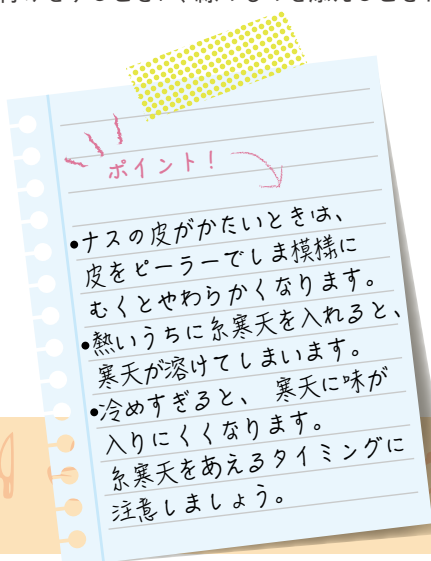 ポイント!
•ナスの皮がかたいときは、
皮をピーラーでしま模様に
むくとやわらかくなります。
•熱いうちに糸寒天を入れると、
寒天が溶けてしまいます。
•冷めすぎると、 寒天に味が
入りにくくなります。
糸寒天をあえるタイミングに
注意しましょう。